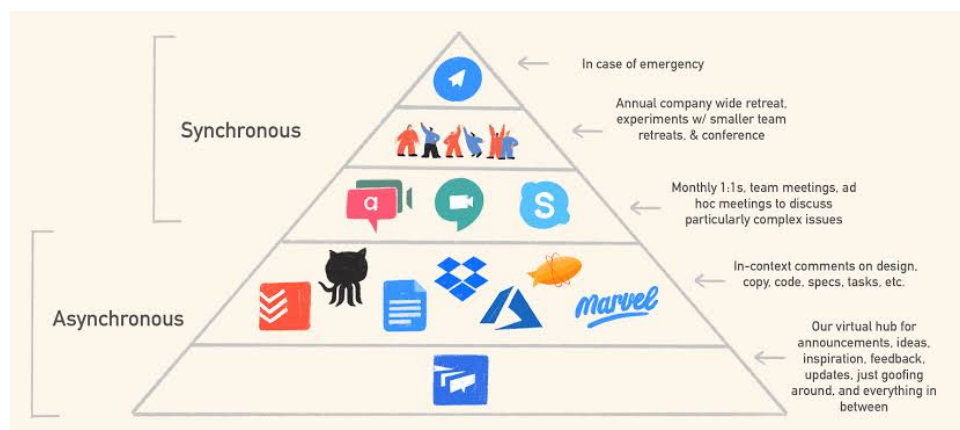 In case of emergency
Annual company wide retreat,
experiments w/ smaller team
retreats, & conference
Synchronous
a
S
Monthly 1:1s, team meetings, ad
hoc meetings to discuss
particularly complex issues
In-context comments on design,
copy, code, specs, tasks, etc.
marvel
Asynchronous
Our virtual hub for
announcements, ideas,
inspiration, feedback,
updates, just goofing
around, and everything in
between